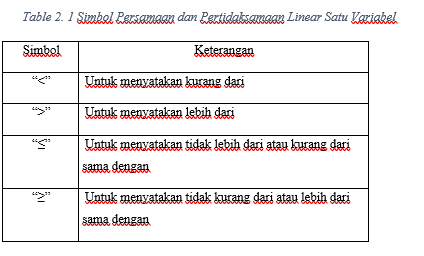 Table 2. 1 Simbol Persamaan dan Pertidaksamaan Linear Satu Variabel
Simbol Keterangan
“<” Untuk menyatakan kurang dari
“>” Untuk menyatakan lebih dari
“≤” Untuk menyatakan tidak lebih dari atau kurang dari
sama dengan
“≥” Untuk menyatakan tidak kurang dari atau lebih dari
sama dengan